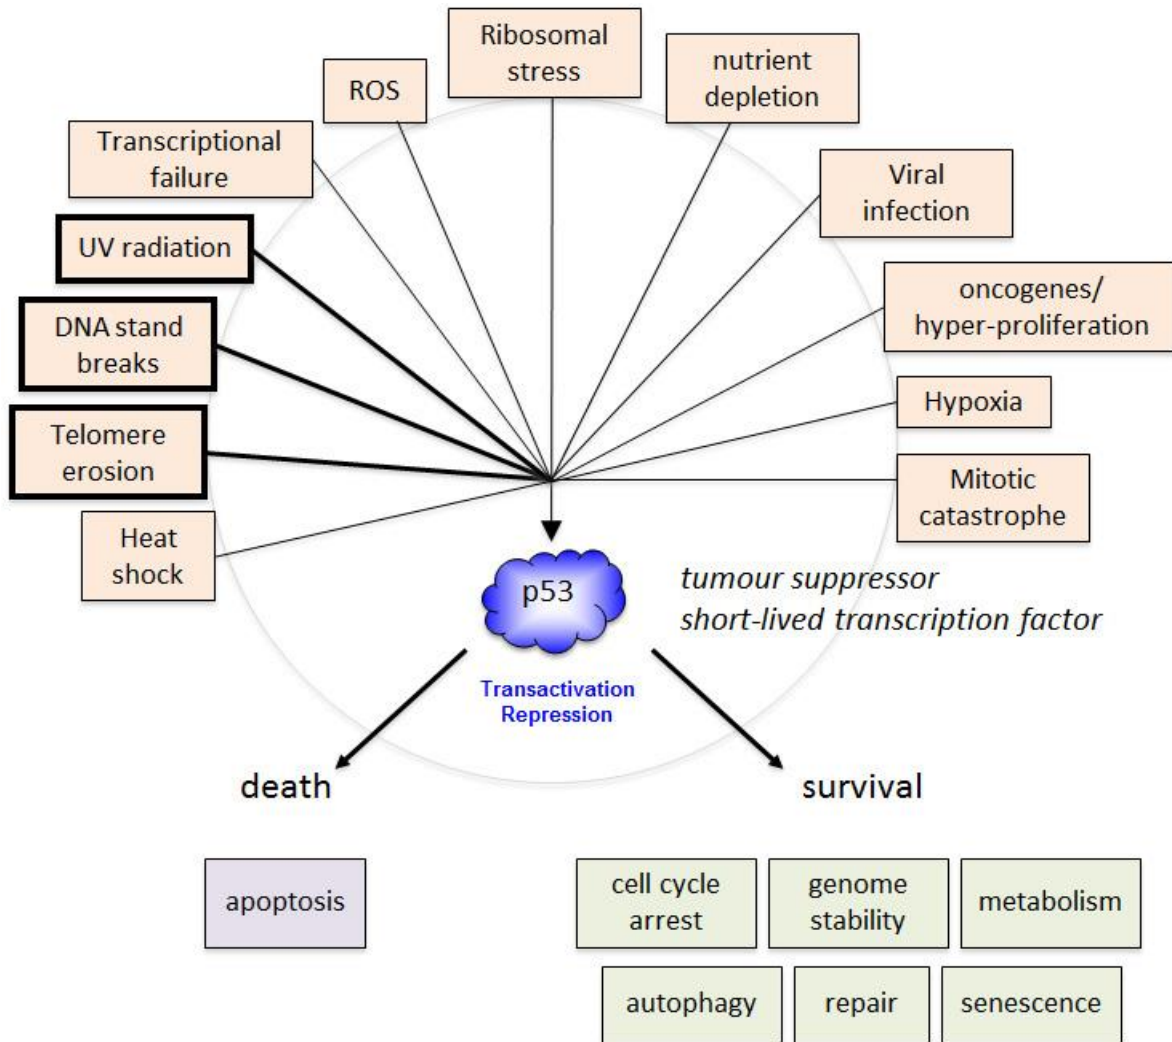 Ribosomal
stress
nutrient
depletion
ROS
Transcriptional
failure
Viral
infection
UV radiation
oncogenes/
hyper-proliferation
DNA stand
breaks
Hypoxia
Telomere
erosion
Mitotic
catastrophe
Heat
shock
p53
tumour suppressor
short-lived transcription factor
Transactivation
Repression
death
survival
apoptosis
cell cycle
arrest
genome
stability
metabolism
autophagy
repair
senescence